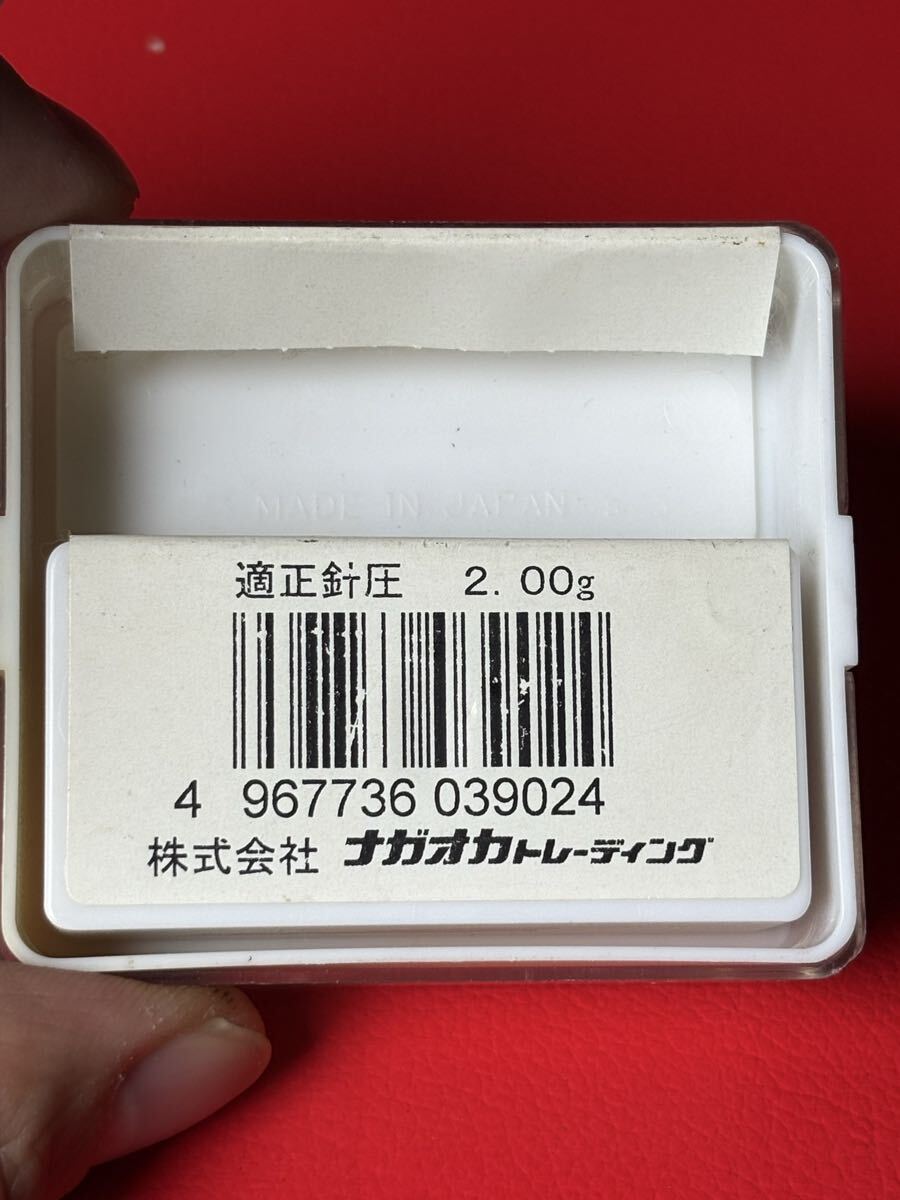 MADE IN JAPAN
適正針圧 2.00g
4 967736 039024
株式会社 ナガオカトレーディング